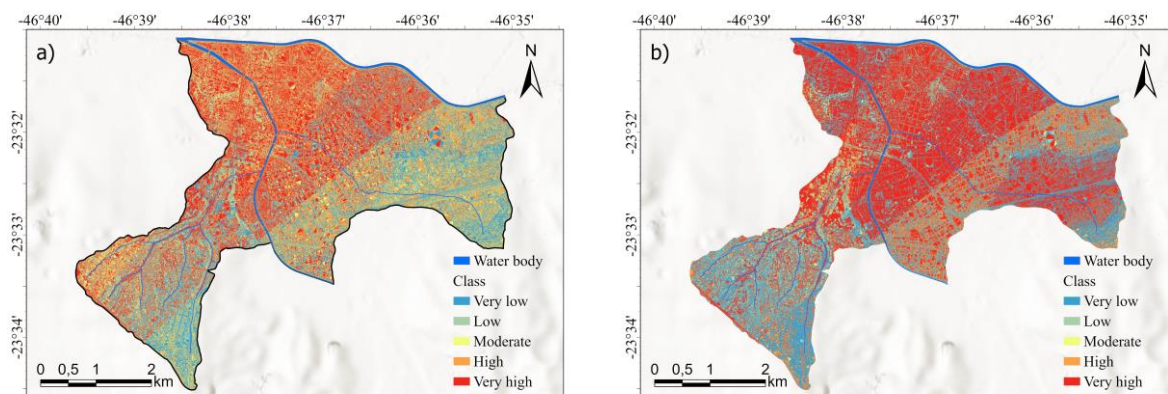 -46°40' -46°39' -46°38' -46°37' -46°36' -46°35'
a)
N
-23°32'
-23°33'
-23°34'
Water body
Class
Very low
Low
Moderate
High
Very high
0 0,5 1 2
km
-46°40' -46°39' -46°38' -46°37' -46°36' -46°35'
b)
N
-23°32'
-23°33'
-23°34'
Water body
Class
Very low
Low
Moderate
High
Very high
0 0,5 1 2
km